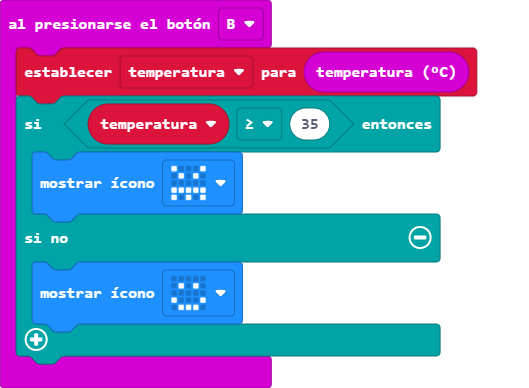 al presionarse el botón B
establecer temperatura para temperatura (ºC)
si temperatura ≥ 35 entonces
mostrar ícono
si no
mostrar ícono